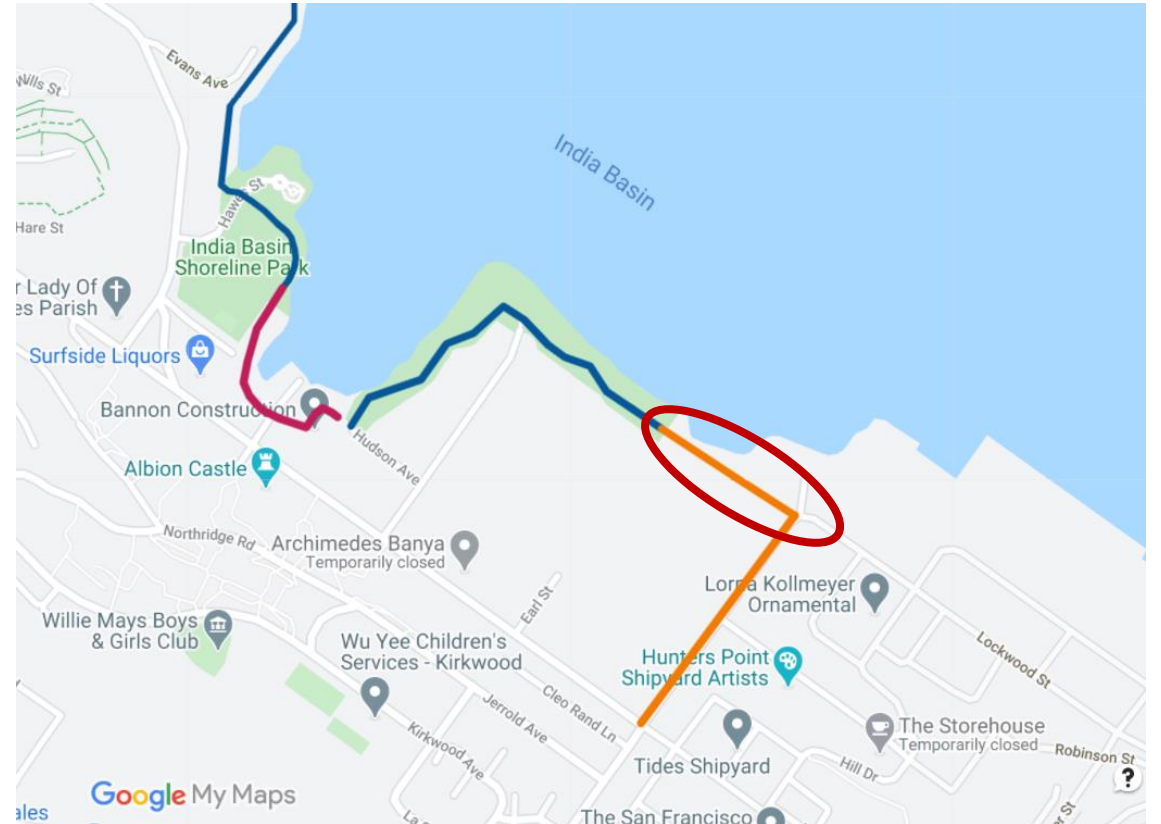 Evans Ave
Wills St
India Basin
Hawes St
Hare St
India Basin
Shoreline Park
r Lady Of
es Parish
Surfside Liquors
Bannon Construction
Hudson Ave
Albion Castle
Northridge Rd
Archimedes Banya
Temporarily closed
Lorna Kollmeyer
Ornamental
Earl St
Willie Mays Boys
& Girls Club
Wu Yee Children's
Services - Kirkwood
Lockwood St
Hunters Point
Shipyard Artists
Cleo Rand Ln
Jerrold Ave
Kirkwood Ave
The Storehouse
Temporarily closed
Robinson St
Tides Shipyard
Hill Dr
?
Google My Maps
ales
La
The San Francisco
St